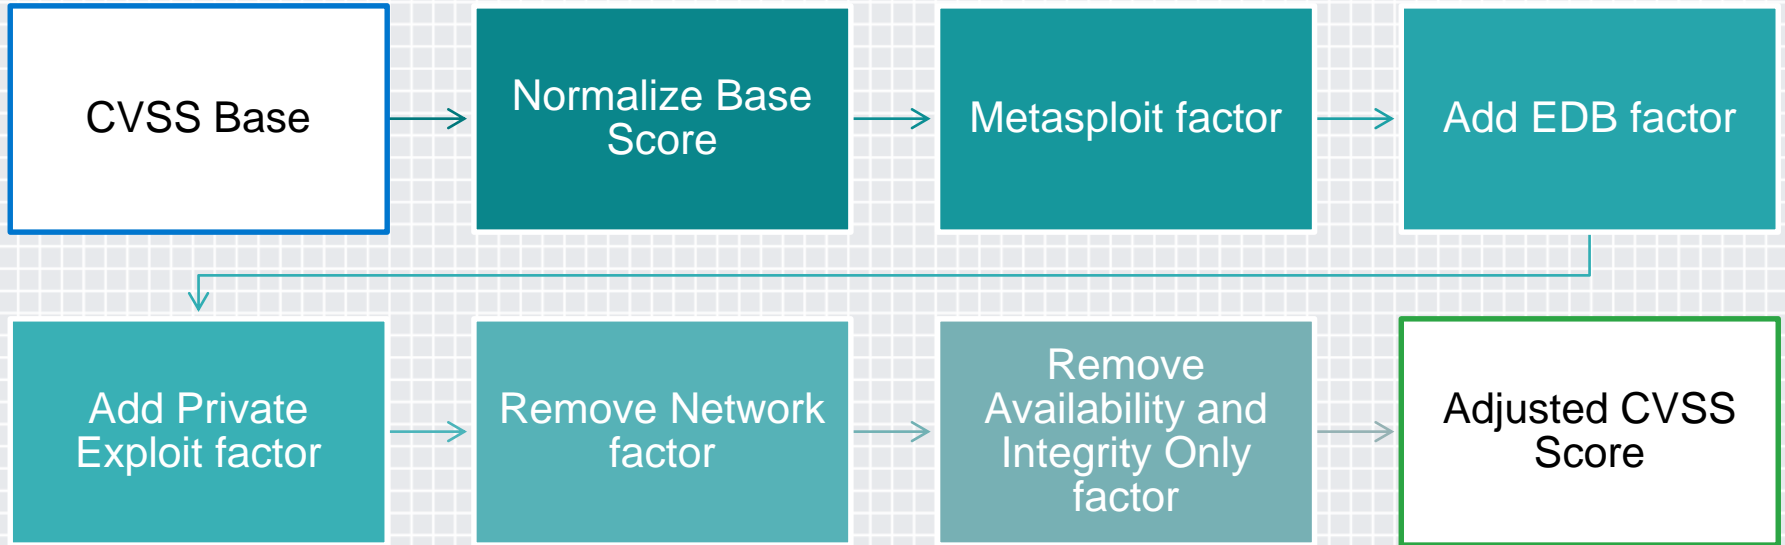 CVSS Base
Normalize Base
Score
Metasploit factor
Add EDB factor
Add Private
Exploit factor
Remove Network
factor
Remove
Availability and
Integrity Only
factor
Adjusted CVSS
Score